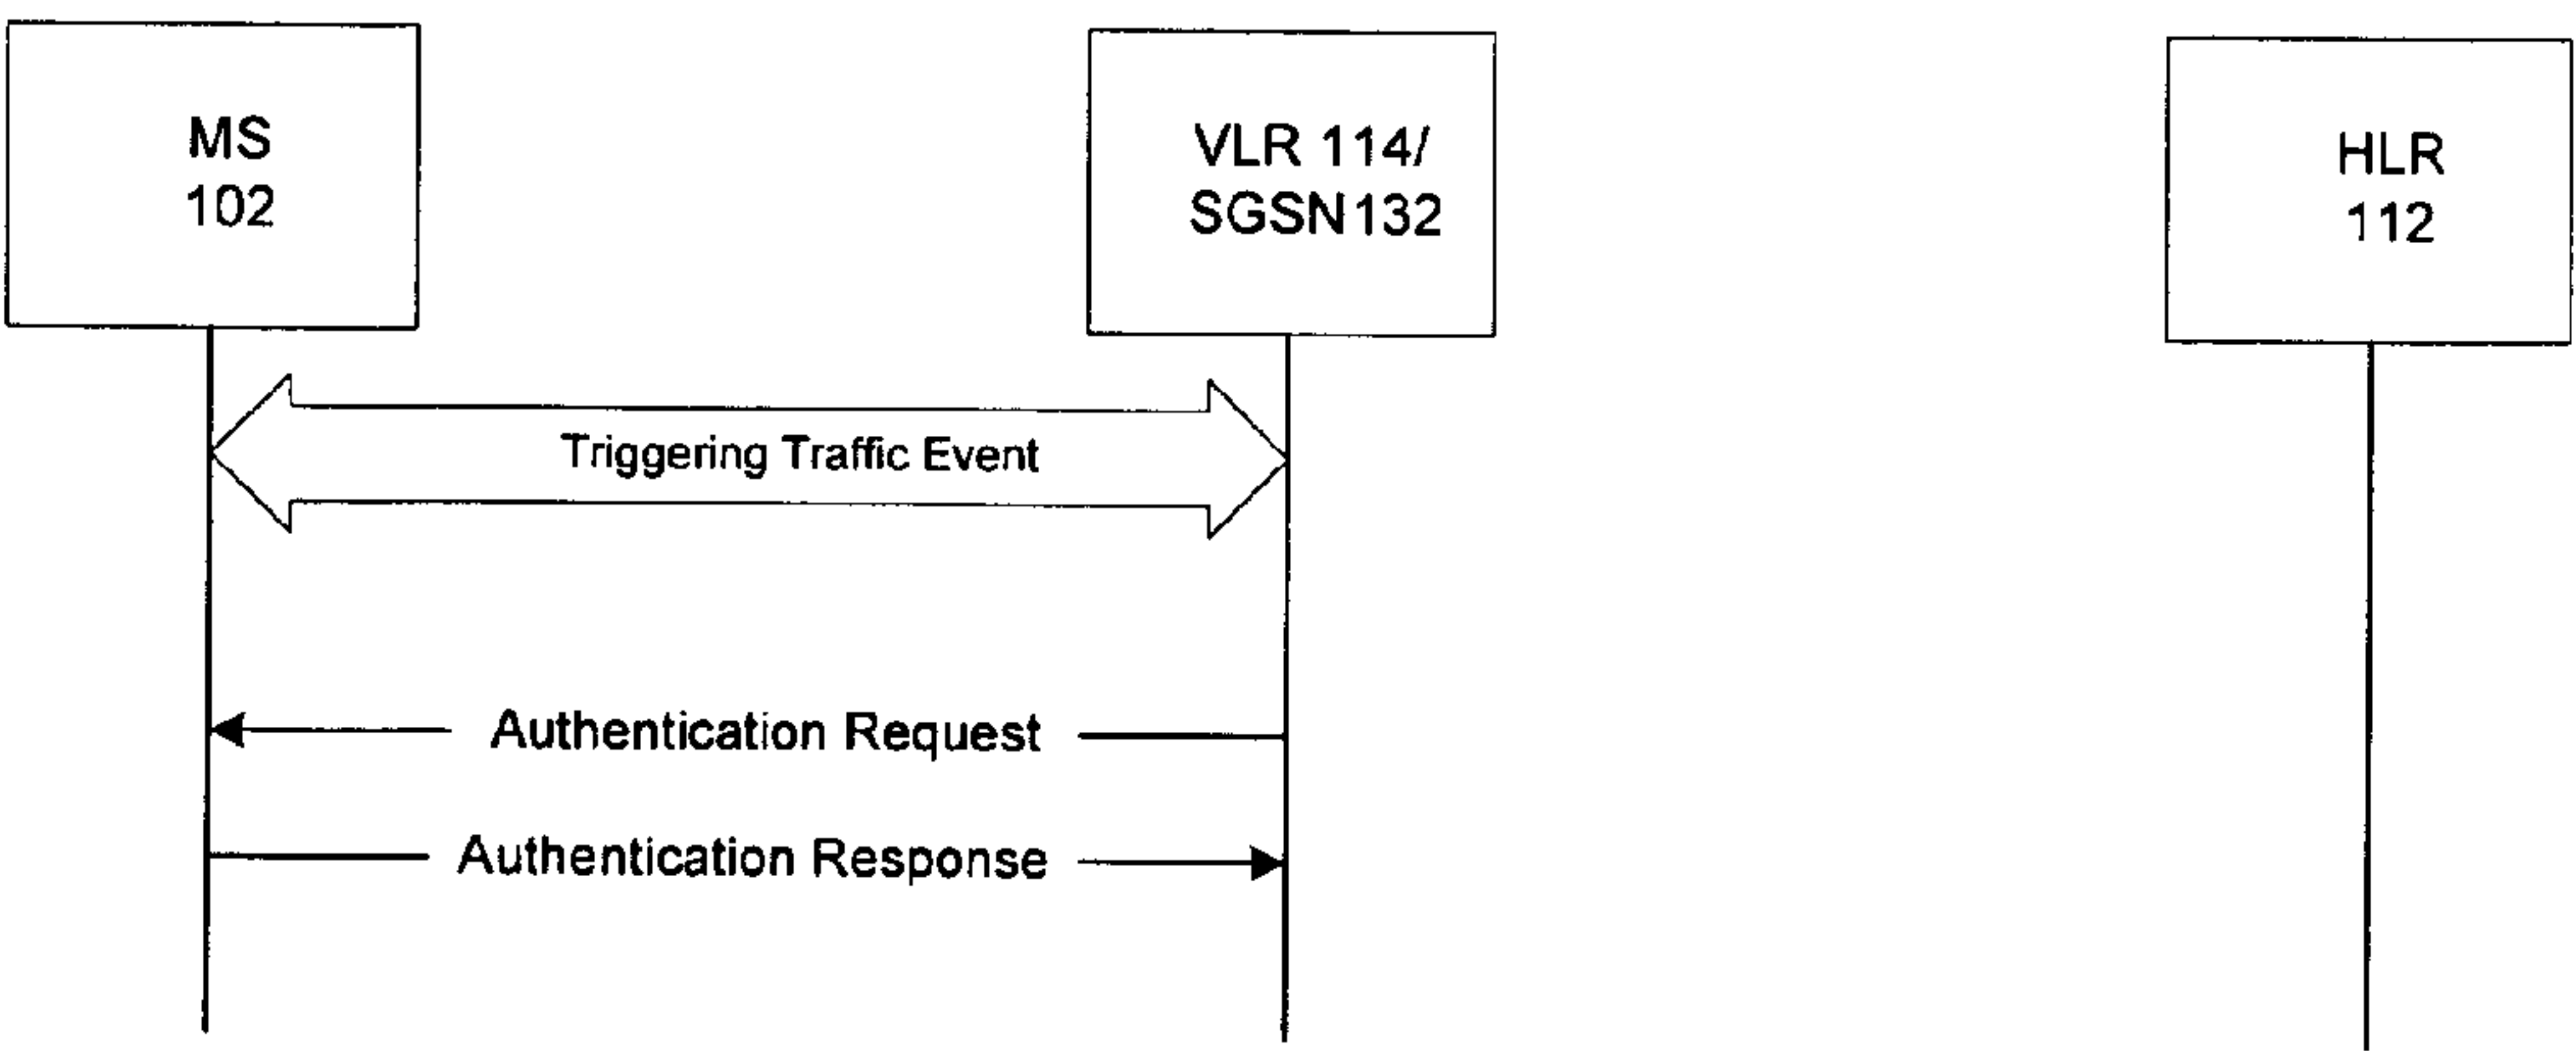 MS
102
VLR 114/
SGSN132
HLR
112
Triggering Traffic Event
Authentication Request
Authentication Response